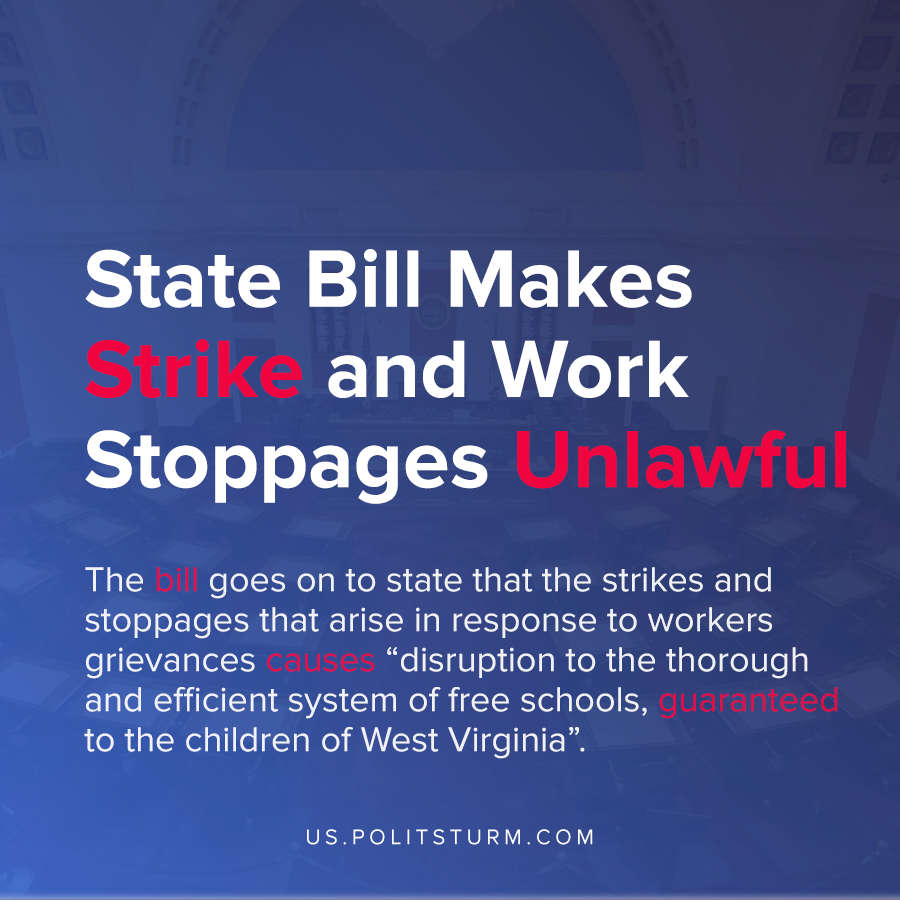 State Bill Makes
Strike and Work
Stoppages Unlawful
The bill goes on to state that the strikes and
stoppages that arise in response to workers
grievances causes “disruption to the thorough
and efficient system of free schools, guaranteed
to the children of West Virginia”.
US.POLITSTURM.COM